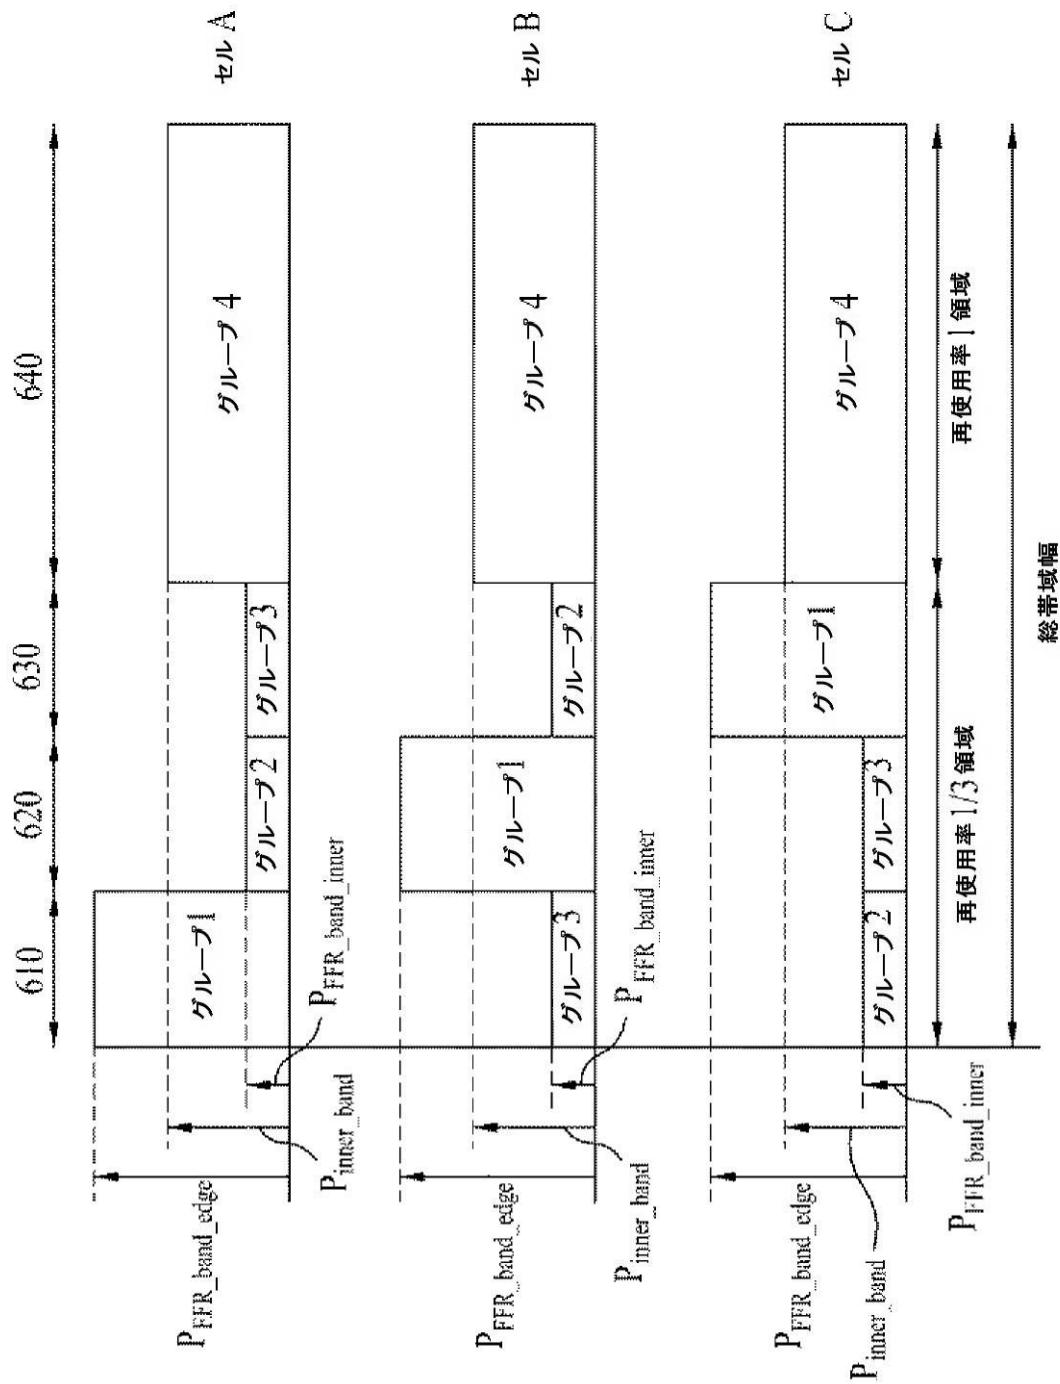 610
620
630
640
P_FFR_band_edge
P_inner_band
P_FFR_band_inner
グループ1
グループ2
グループ3
グループ4
セル A
P_FFR_band_edge
P_inner_band
P_FFR_band_inner
グループ3
グループ1
グループ2
グループ4
セル B
P_FFR_band_edge
P_inner_band
P_FFR_band_inner
グループ2
グループ3
グループ1
グループ4
セル C
再使用率1/3 領域
再使用率1 領域
総帯域幅